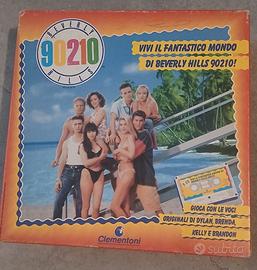 BEVERLY
90210
HILLS
VIVI IL FANTASTICO MONDO
DI BEVERLY HILLS 90210!
GIOCA CON LE VOCI
ORIGINALI DI DYLAN, BRENDA,
KELLY E BRANDON
Clementoni
subito